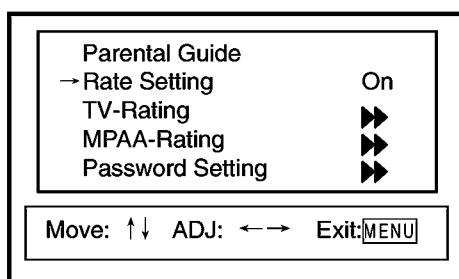 Parental Guide
→Rate Setting On
TV-Rating
MPAA-Rating
Password Setting
Move: ↑↓ ADJ: ←→ Exit:MENU